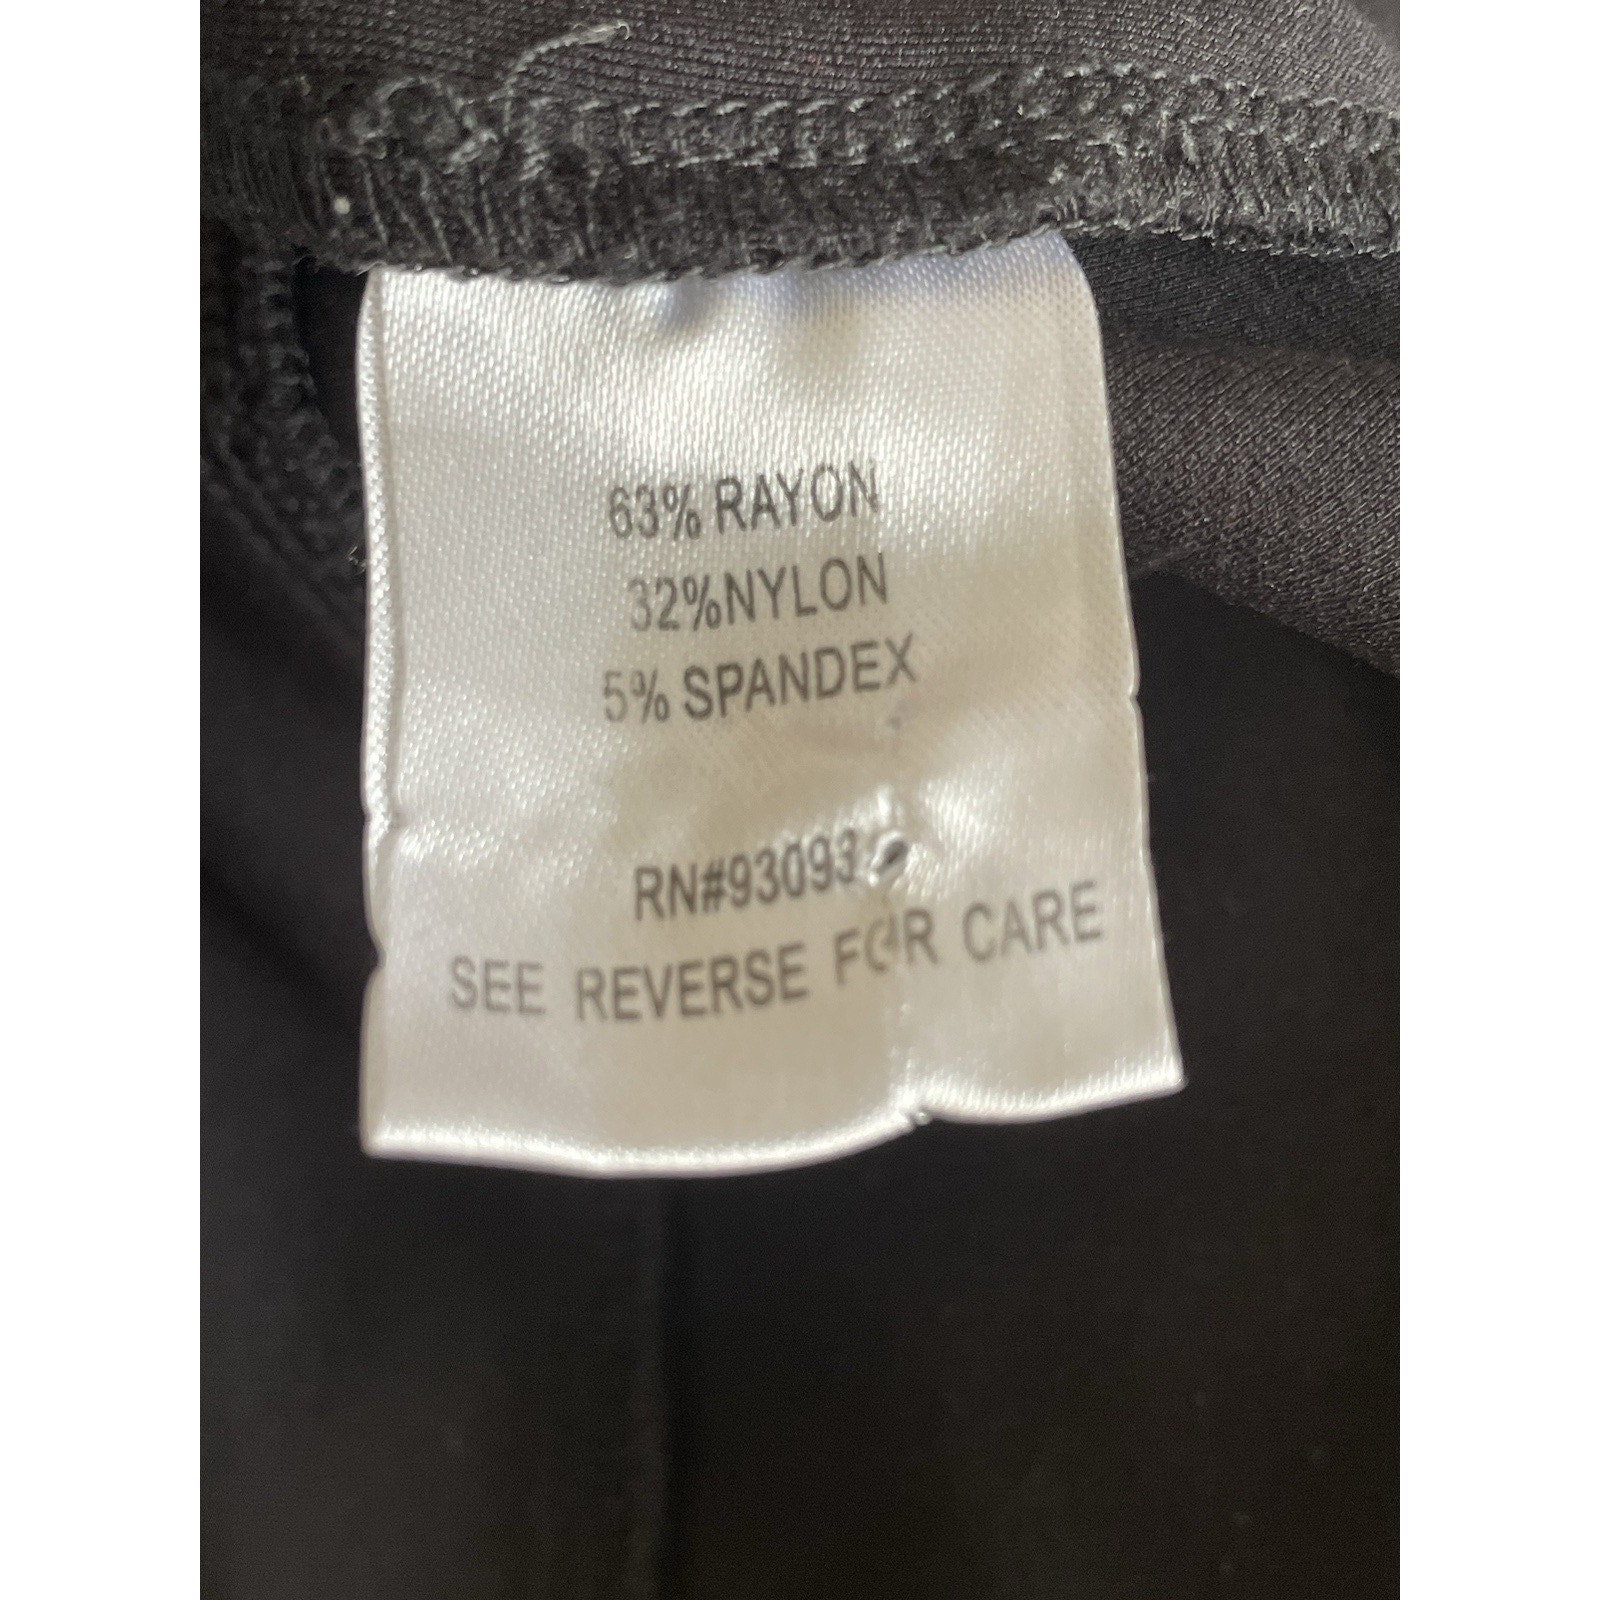 63% RAYON
32%NYLON
5% SPANDEX
SEE REVERSE FOR CARE